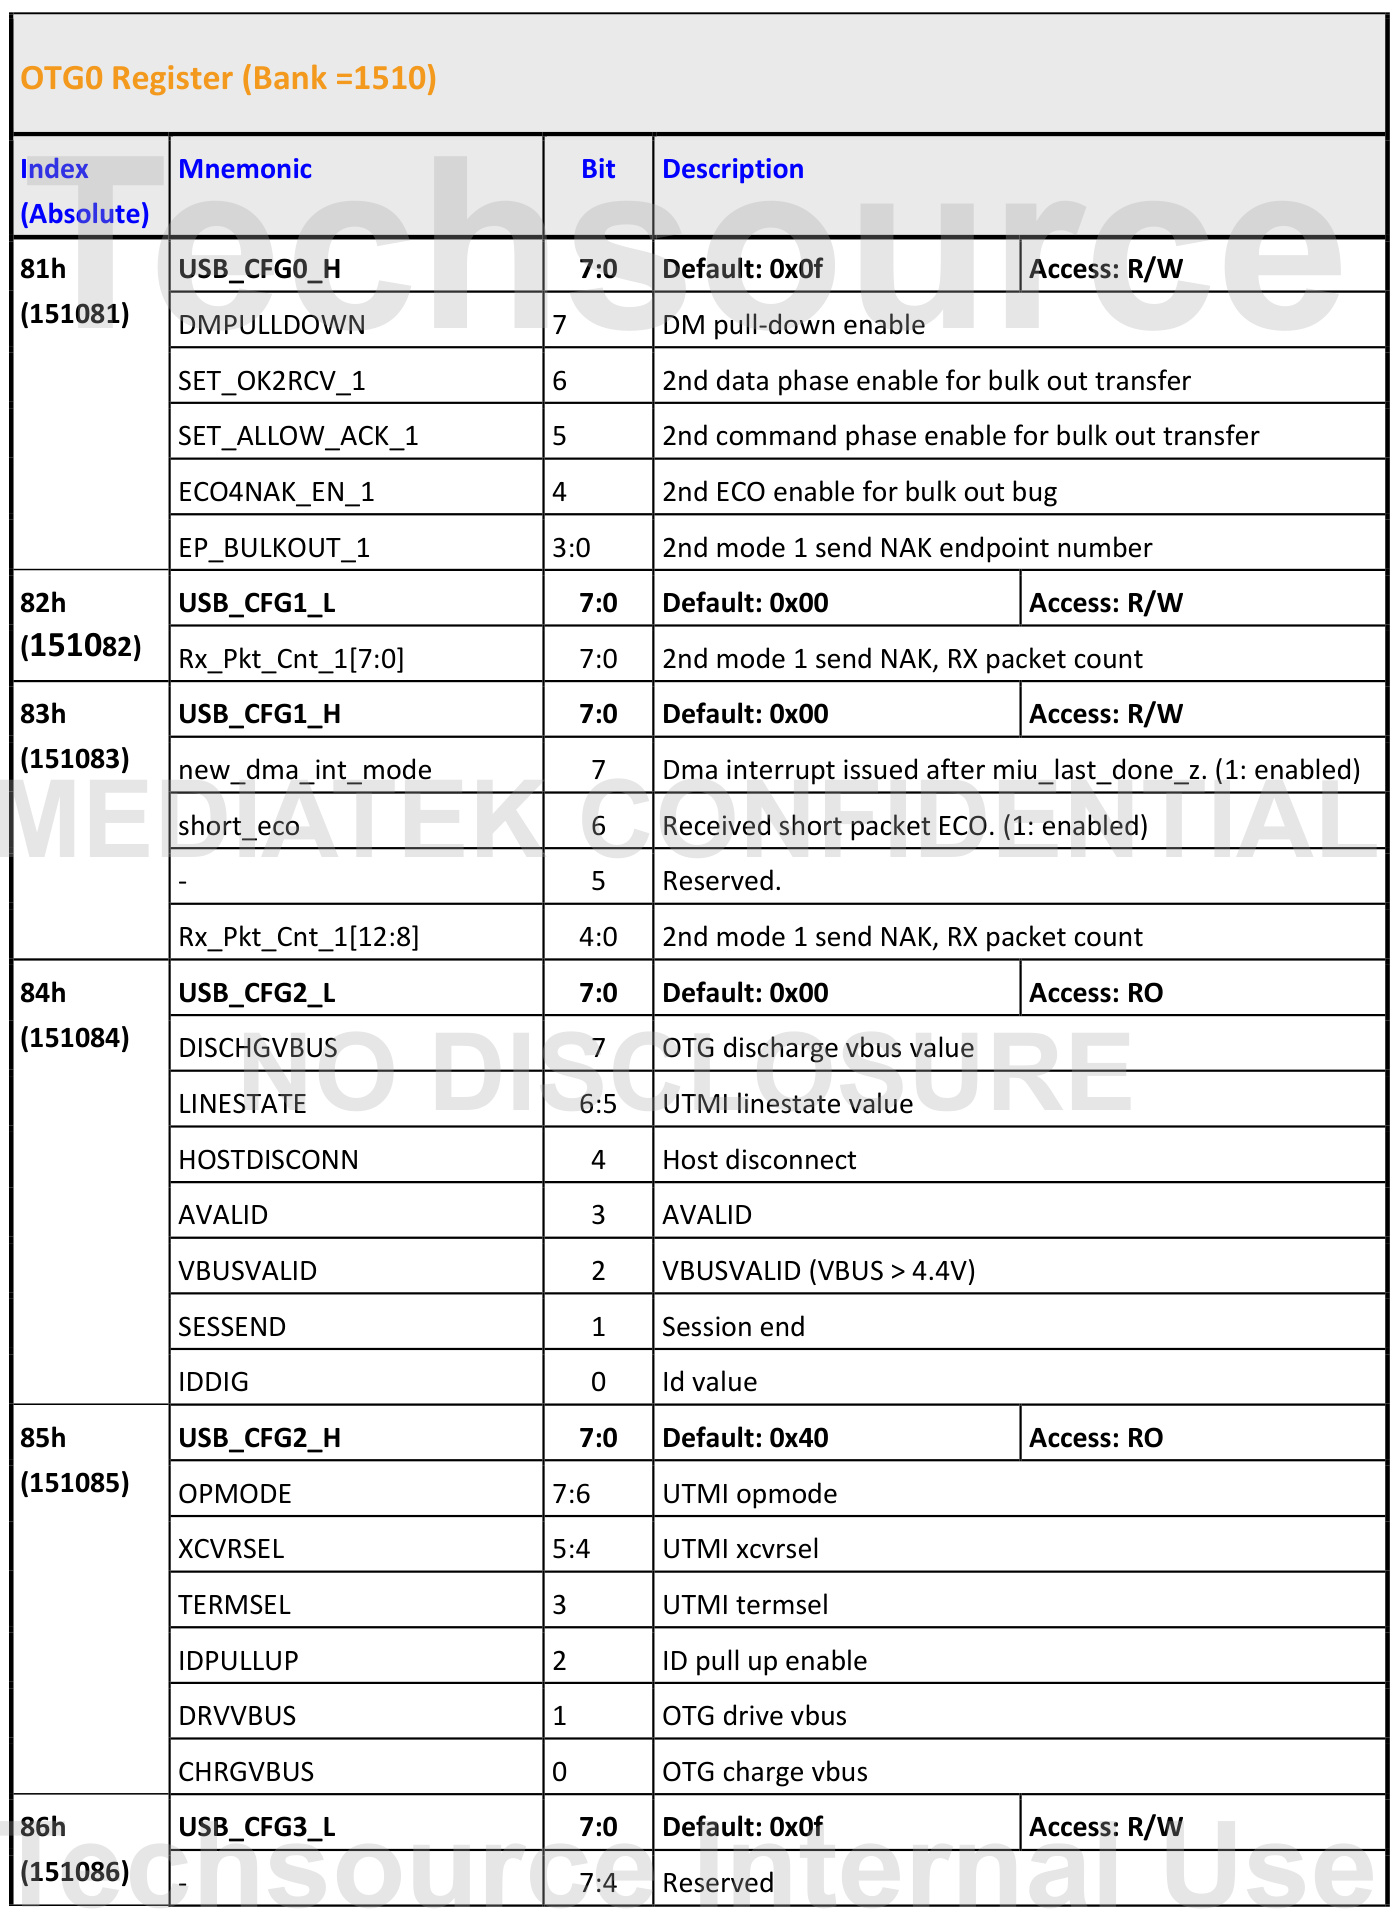 OTG0 Register (Bank =1510)
Index Mnemonic Bit Description
(Absolute)
81h USB_CFG0_H 7:0 Default: 0x0f Access: R/W
(151081)
DMPULLDOWN 7 DM pull-down enable
SET_OK2RCV_1 6 2nd data phase enable for bulk out transfer
SET_ALLOW_ACK_1 5 2nd command phase enable for bulk out transfer
ECO4NAK_EN_1 4 2nd ECO enable for bulk out bug
EP_BULKOUT_1 3:0 2nd mode 1 send NAK endpoint number
82h USB_CFG1_L 7:0 Default: 0x00 Access: R/W
(151082)
Rx_Pkt_Cnt_1[7:0] 7:0 2nd mode 1 send NAK, RX packet count
83h USB_CFG1_H 7:0 Default: 0x00 Access: R/W
(151083)
new_dma_int_mode 7 Dma interrupt issued after miu_last_done_z. (1: enabled)
short_eco 6 Received short packet ECO. (1: enabled)
- 5 Reserved.
Rx_Pkt_Cnt_1[12:8] 4:0 2nd mode 1 send NAK, RX packet count
84h USB_CFG2_L 7:0 Default: 0x00 Access: RO
(151084)
DISCHGVBUS 7 OTG discharge vbus value
LINESTATE 6:5 UTMI linestate value
HOSTDISCONN 4 Host disconnect
AVALID 3 AVALID
VBUSVALID 2 VBUSVALID (VBUS > 4.4V)
SESSEND 1 Session end
IDDIG 0 Id value
85h USB_CFG2_H 7:0 Default: 0x40 Access: RO
(151085)
OPMODE 7:6 UTMI opmode
XCVRSEL 5:4 UTMI xcvrsel
TERMSEL 3 UTMI termsel
IDPULLUP 2 ID pull up enable
DRVVBUS 1 OTG drive vbus
CHRGVBUS 0 OTG charge vbus
86h USB_CFG3_L 7:0 Default: 0x0f Access: R/W
(151086)
- 7:4 Reserved
Techsource
MEDIATEK CONFIDENTIAL
NO DISCLOSURE
Techsource Internal Use